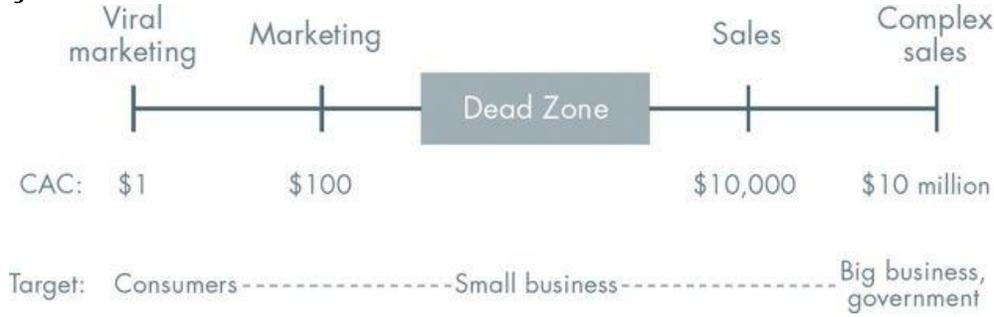 Viral
marketing
Marketing
Sales
Complex
sales
Dead Zone
CAC: $1 $100 $10,000 $10 million
Target: Consumers Small business Big business,
government